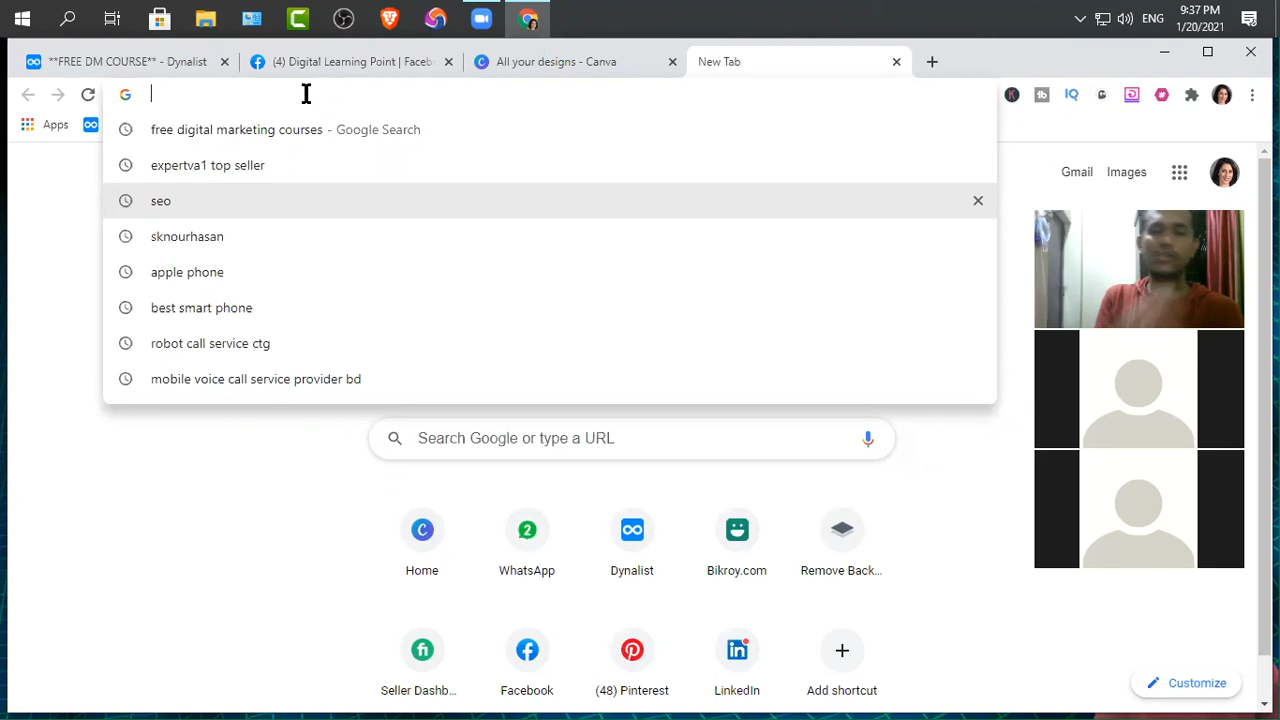 9:37 PM
ENG
1/20/2021
**FREE DM COURSE** - Dynalist
(4) Digital Learning Point | Faceb
All your designs - Canva
New Tab
Apps
free digital marketing courses - Google Search
expertva1 top seller
seo
sknourhasan
apple phone
best smart phone
robot call service ctg
mobile voice call service provider bd
Gmail
Images
Search Google or type a URL
Home
WhatsApp
Dynalist
Bikroy.com
Remove Back...
Seller Dashb...
Facebook
(48) Pinterest
LinkedIn
Add shortcut
Customize